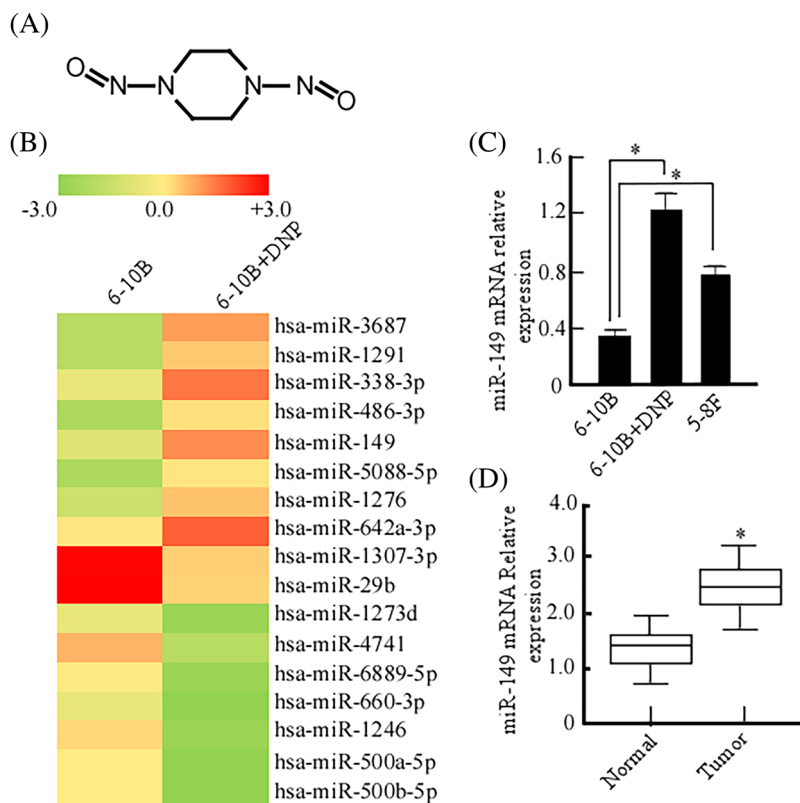 (A)
O
N
N
N
N
O
(B)
-3.0
0.0
+3.0
6-10B
6-10B+DNP
hsa-miR-3687
hsa-miR-1291
hsa-miR-338-3p
hsa-miR-486-3p
hsa-miR-149
hsa-miR-5088-5p
hsa-miR-1276
hsa-miR-642a-3p
hsa-miR-1307-3p
hsa-miR-29b
hsa-miR-1273d
hsa-miR-4741
hsa-miR-6889-5p
hsa-miR-660-3p
hsa-miR-1246
hsa-miR-500a-5p
hsa-miR-500b-5p
(C)
miR-149 mRNA relative
expression
1.6
1.2
0.8
0.4
0
*
*
6-10B
6-10B+DNP
5-8F
(D)
miR-149 mRNA Relative
expression
4.0
3.0
2.0
1.0
0
*
Normal
Tumor